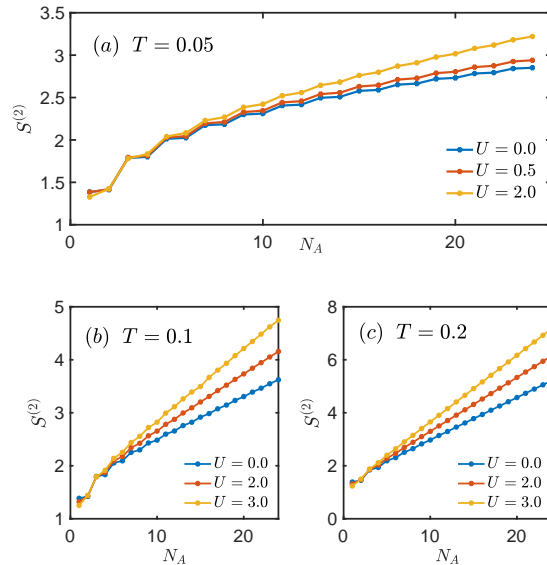 3.5
(a) T = 0.05
3
2.5
S^{(2)}
2
U = 0.0
U = 0.5
1.5
U = 2.0
1
0 10 20
N_A
5
(b) T = 0.1
4
S^{(2)}
3
2
U = 0.0
U = 2.0
U = 3.0
1
0 10 20
N_A
8
(c) T = 0.2
6
S^{(2)}
4
2
U = 0.0
U = 2.0
U = 3.0
0
0 10 20
N_A